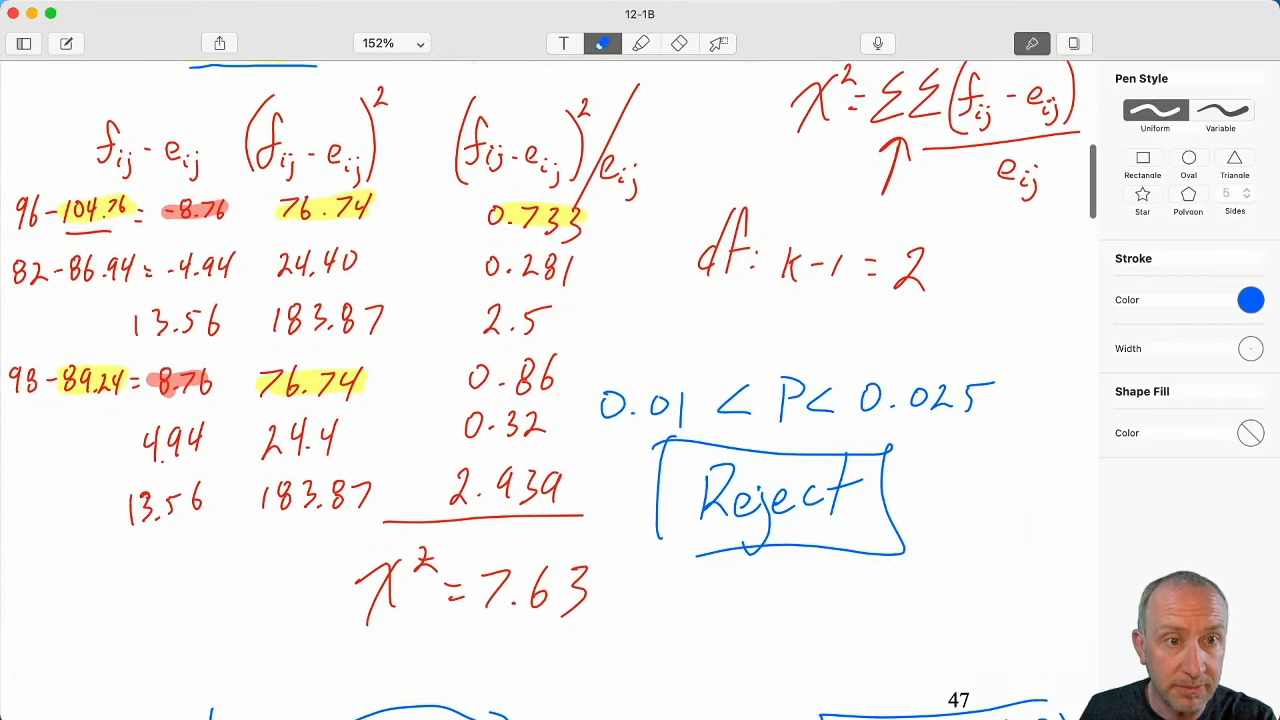 12-1B
152%
T
Pen Style
Uniform Variable
Rectangle Oval Triangle
5
Star Polygon Sides
Stroke
Color
Width
Shape Fill
Color
fij - eij (fij - eij)² (fij - eij)² / eij
96 - 104.76 = -8.76 76.74 0.733
82 - 86.94 = -4.94 24.40 0.281
13.56 183.87 2.5
98 - 89.24 = 8.76 76.74 0.86
4.94 24.4 0.32
13.56 183.87 2.939
χ² = 7.63
χ² = ΣΣ (fij - eij)
eij
df: k - 1 = 2
0.01 < P < 0.025
Reject
47